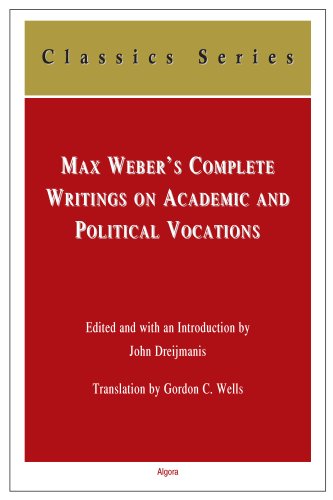 Classics Series
MAX WEBER'S COMPLETE
WRITINGS ON ACADEMIC AND
POLITICAL VOCATIONS
Edited and with an Introduction by
John Dreijmanis
Translation by Gordon C. Wells
Algora